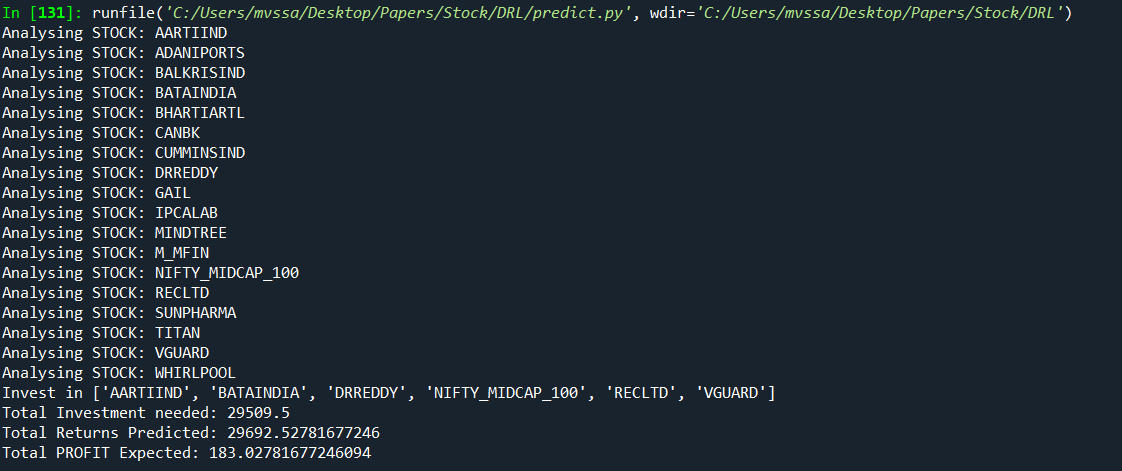 In [131]: runfile('C:/Users/mvssa/Desktop/Papers/Stock/DRL/predict.py', wdir='C:/Users/mvssa/Desktop/Papers/Stock/DRL')
Analysing STOCK: AARTIIND
Analysing STOCK: ADANIPORTS
Analysing STOCK: BALKRISIND
Analysing STOCK: BATAINDIA
Analysing STOCK: BHARTIARTL
Analysing STOCK: CANBK
Analysing STOCK: CUMMINSIND
Analysing STOCK: DRREDDY
Analysing STOCK: GAIL
Analysing STOCK: IPCALAB
Analysing STOCK: MINDTREE
Analysing STOCK: M_MFIN
Analysing STOCK: NIFTY_MIDCAP_100
Analysing STOCK: RECLTD
Analysing STOCK: SUNPHARMA
Analysing STOCK: TITAN
Analysing STOCK: VGUARD
Analysing STOCK: WHIRLPOOL
Invest in ['AARTIIND', 'BATAINDIA', 'DRREDDY', 'NIFTY_MIDCAP_100', 'RECLTD', 'VGUARD']
Total Investment needed: 29509.5
Total Returns Predicted: 29692.52781677246
Total PROFIT Expected: 183.02781677246094